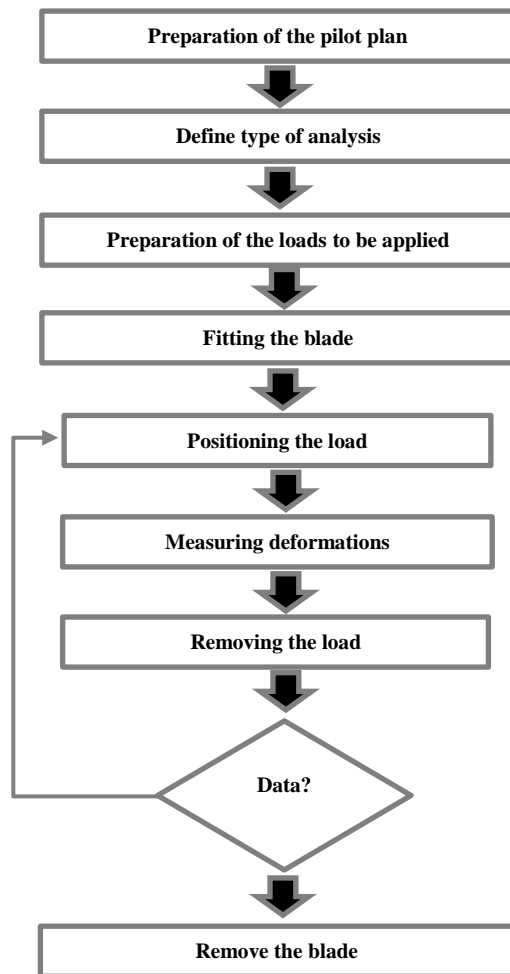 Preparation of the pilot plan
Define type of analysis
Preparation of the loads to be applied
Fitting the blade
Positioning the load
Measuring deformations
Removing the load
Data?
Remove the blade